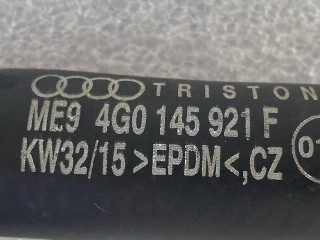 TRISTON
ME9 4G0 145 921 F
KW32/15 >EPDM<,CZ